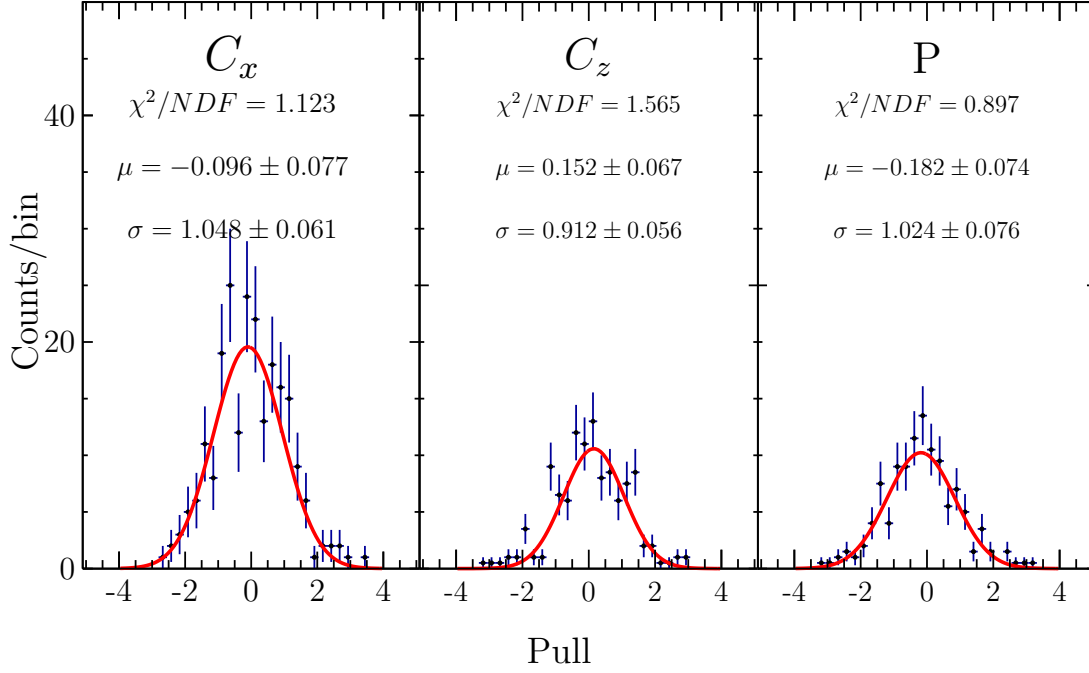 C_x
χ²/NDF = 1.123
μ = −0.096 ± 0.077
σ = 1.048 ± 0.061
C_z
χ²/NDF = 1.565
μ = 0.152 ± 0.067
σ = 0.912 ± 0.056
P
χ²/NDF = 0.897
μ = −0.182 ± 0.074
σ = 1.024 ± 0.076
Counts/bin
40
20
0
-4 -2 0 2 4
-4 -2 0 2 4
-4 -2 0 2 4
Pull